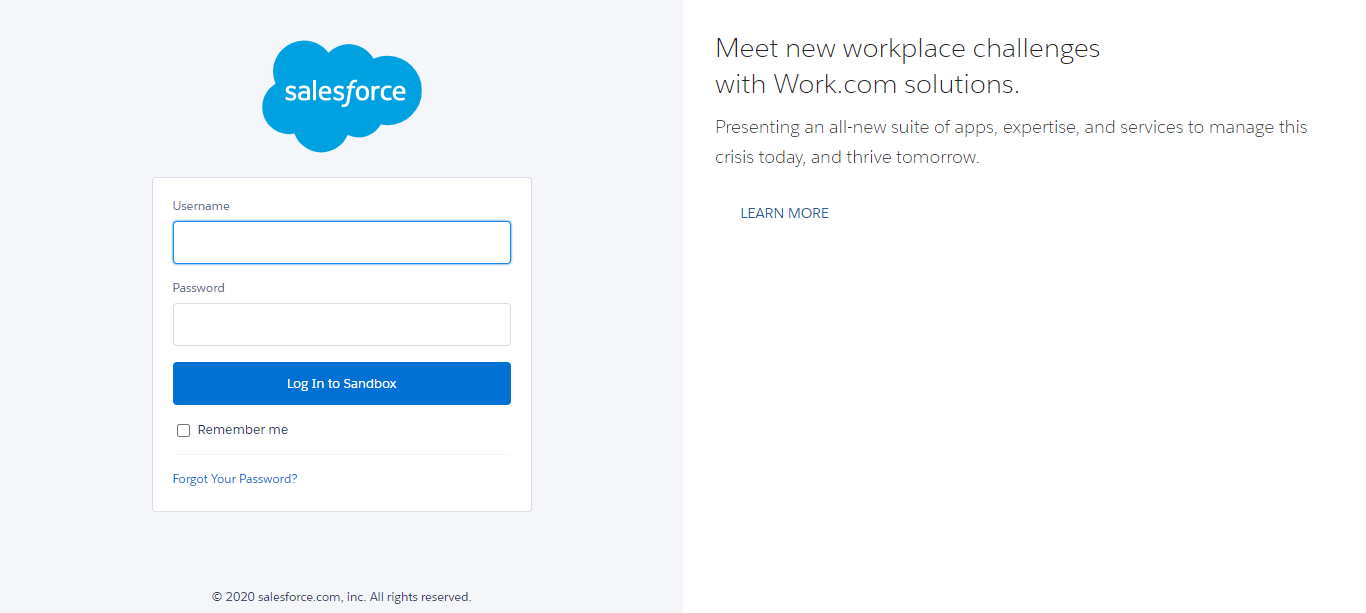 salesforce
Username
Password
Log In to Sandbox
Remember me
Forgot Your Password?
© 2020 salesforce.com, inc. All rights reserved.
Meet new workplace challenges
with Work.com solutions.
Presenting an all-new suite of apps, expertise, and services to manage this
crisis today, and thrive tomorrow.
LEARN MORE